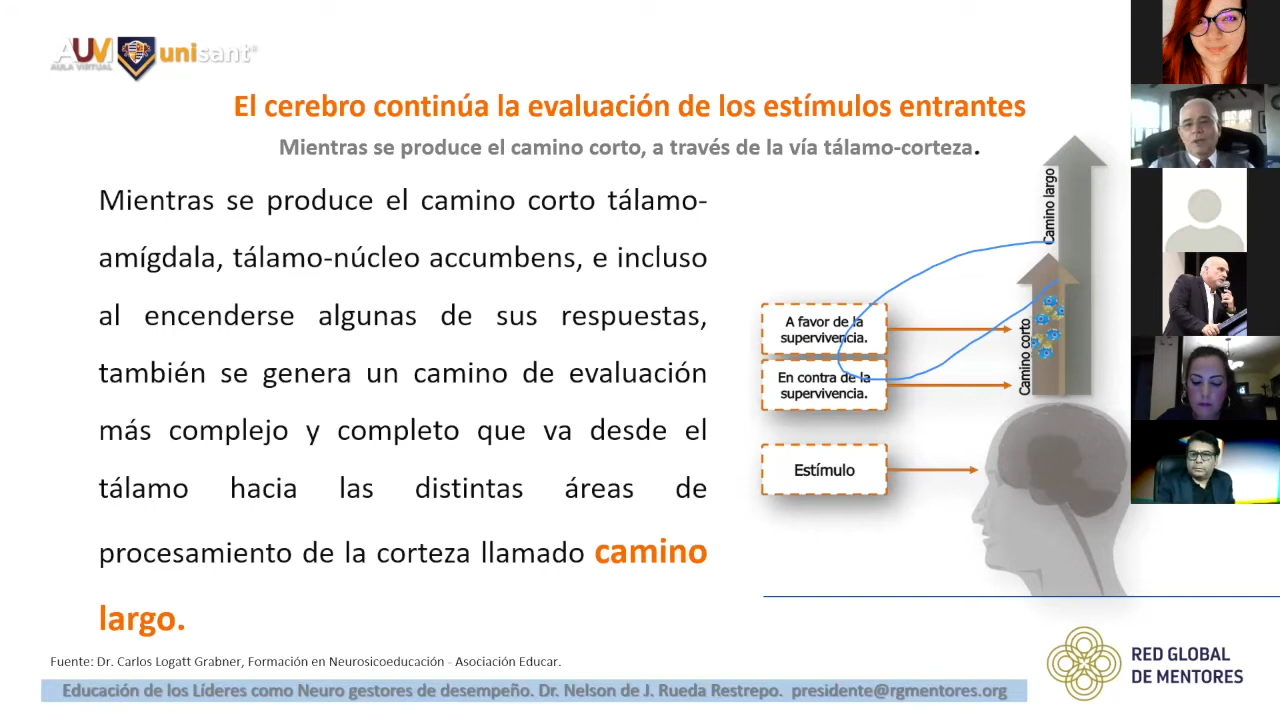 AUVI unisant®
AULA VIRTUAL
El cerebro continúa la evaluación de los estímulos entrantes
Mientras se produce el camino corto, a través de la vía tálamo-corteza.
Mientras se produce el camino corto tálamo-
amígdala, tálamo-núcleo accumbens, e incluso
al encenderse algunas de sus respuestas,
también se genera un camino de evaluación
más complejo y completo que va desde el
tálamo hacia las distintas áreas de
procesamiento de la corteza llamado camino
largo.
Camino largo
A favor de la
supervivencia.
En contra de la
supervivencia.
Camino corto
Estímulo
Fuente: Dr. Carlos Logatt Grabner, Formación en Neurosicoeducación - Asociación Educar.
RED GLOBAL
DE MENTORES
Educación de los Líderes como Neuro gestores de desempeño. Dr. Nelson de J. Rueda Restrepo. presidente@rgmentores.org